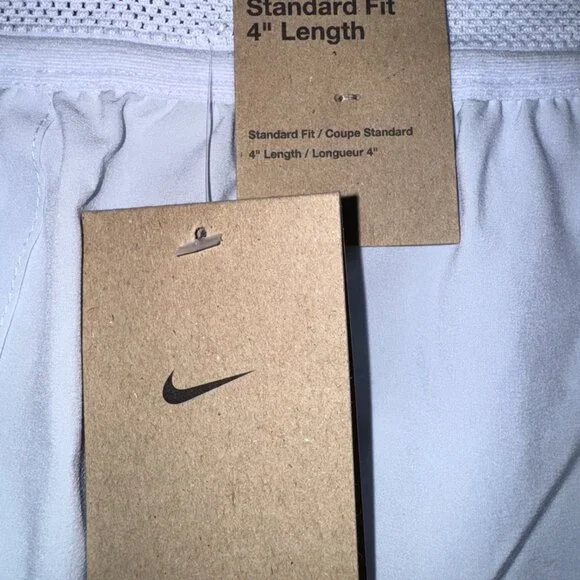 Standard Fit
4" Length
Standard Fit / Coupe Standard
4" Length / Longueur 4"